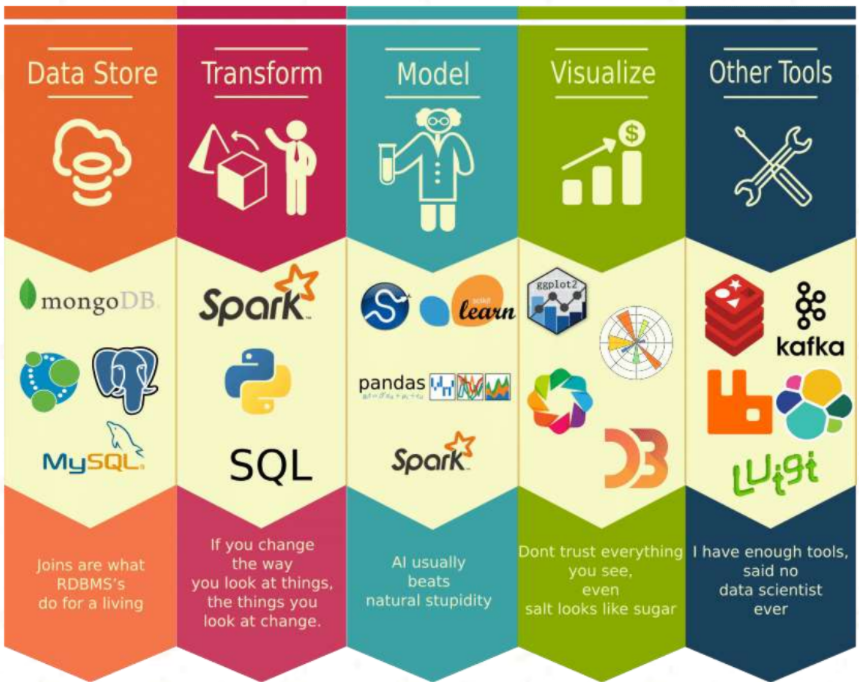 Data Store
Transform
Model
Visualize
Other Tools
$
mongoDB
MySQL
Spark
SQL
learn
pandas
Spark
ggplot2
D3
kafka
Luigi
Joins are what
RDBMS's
do for a living
If you change
the way
you look at things,
the things you
look at change.
AI usually
beats
natural stupidity
Dont trust everything
you see,
even
salt looks like sugar
I have enough tools,
said no
data scientist
ever